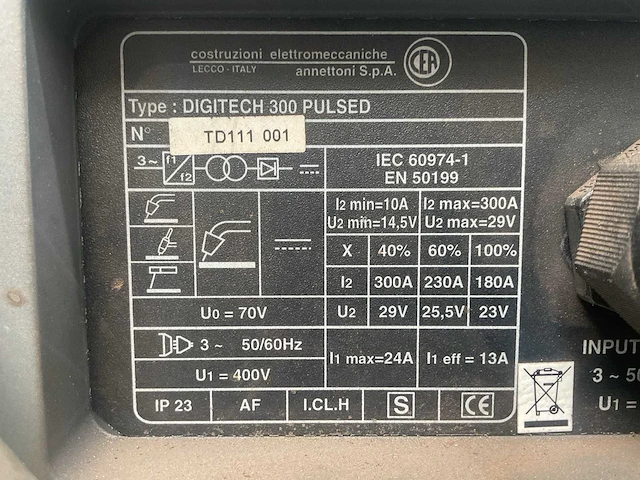 costruzioni elettromeccaniche
LECCO - ITALY annettoni S.p.A.
CEA
Type : DIGITECH 300 PULSED
N° TD111 001
3~ f1 f2
IEC 60974-1
EN 50199
I2 min=10A I2 max=300A
U2 min=14,5V U2 max=29V
X 40% 60% 100%
I2 300A 230A 180A
U0 = 70V
U2 29V 25,5V 23V
3 ~ 50/60Hz
U1 = 400V
I1 max=24A I1 eff = 13A
IP 23 AF I.CL.H S CE
INPUT
3 ~ 50
U1 =